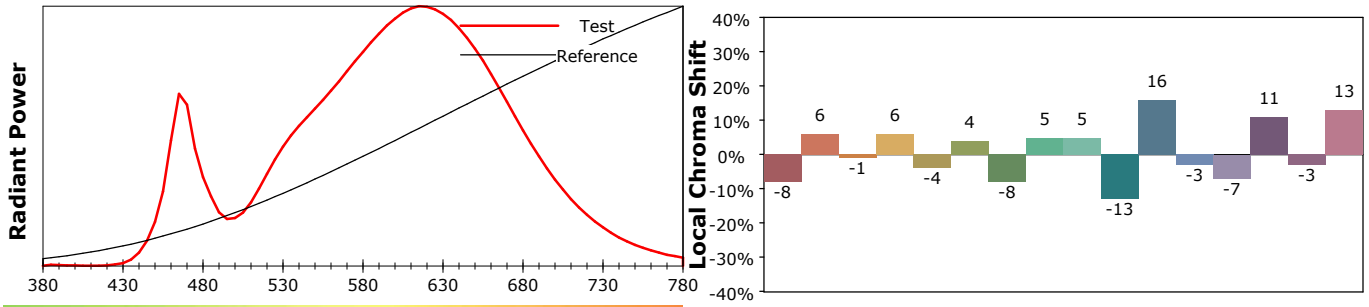 Radiant Power
Test
Reference
380 430 480 530 580 630 680 730 780
Local Chroma Shift
40%
30%
20%
10%
0%
-10%
-20%
-30%
-40%
-8 6 -1 6 -4 4 -8 5 5 -13 16 -3 -7 11 -3 13